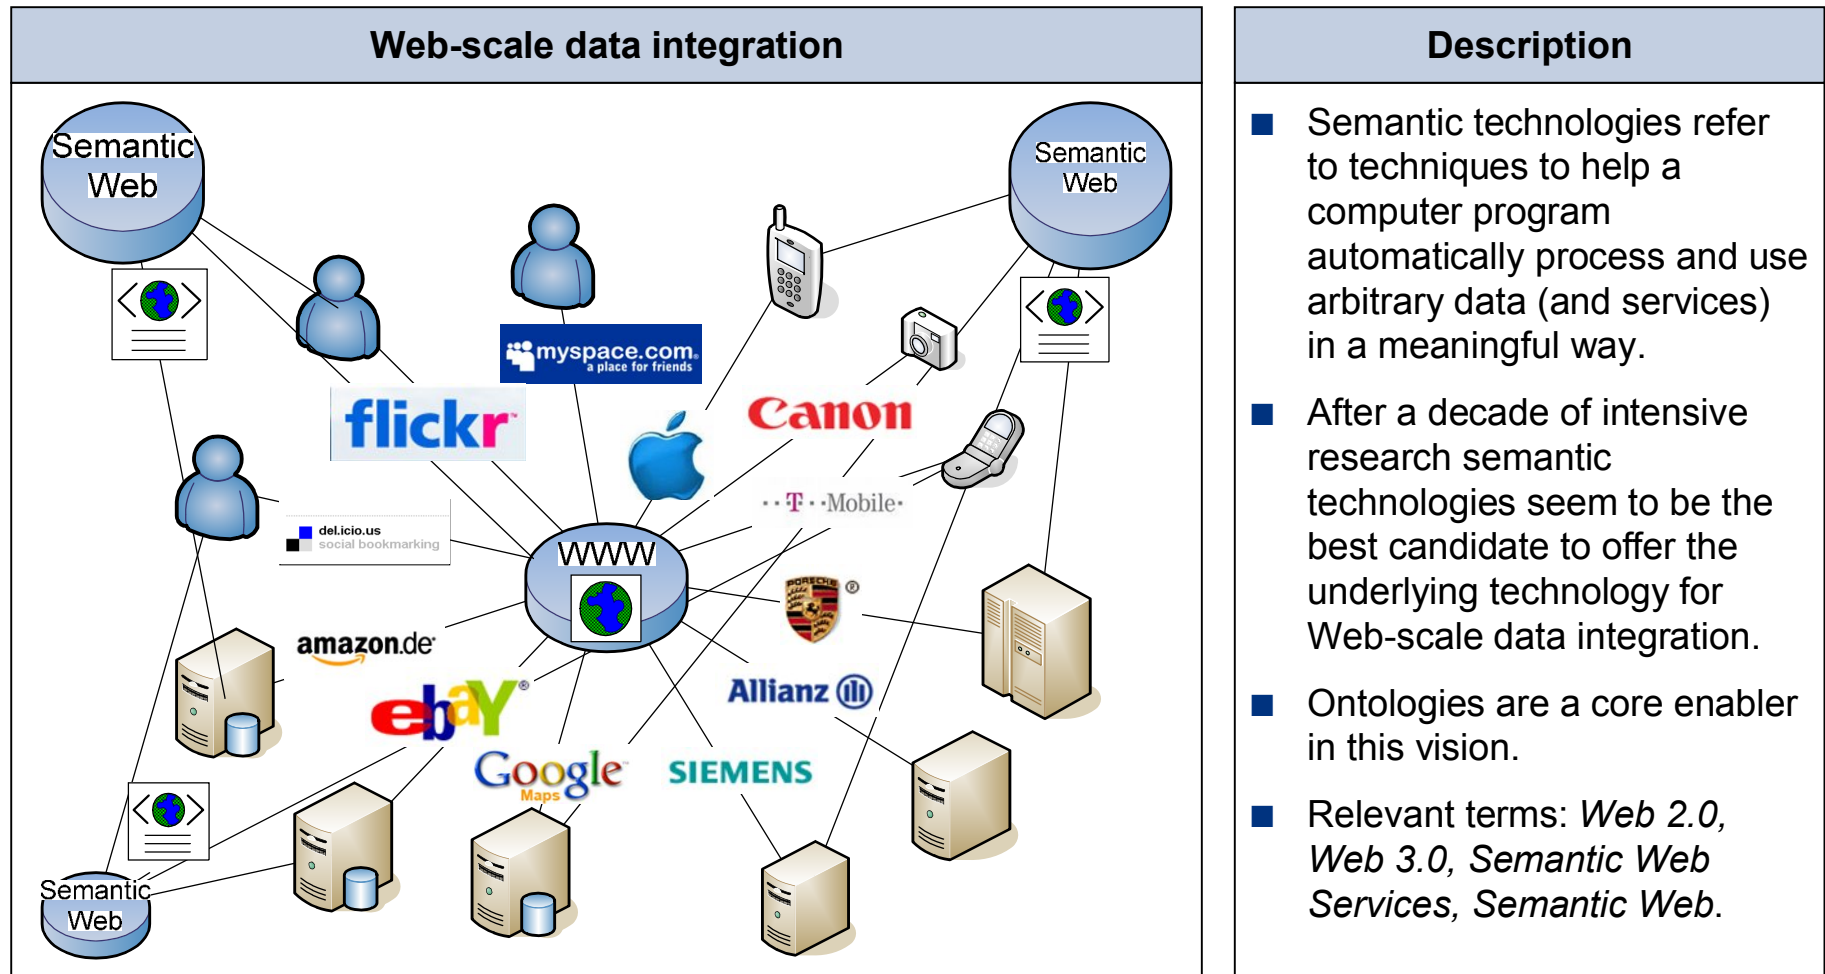 Web-scale data integration
Semantic
Web
Semantic
Web
myspace.com®
a place for friends
flickr™
Canon
T··Mobile·
del.icio.us
social bookmarking
WWW
PORSCHE
®
amazon.de
ebaY®
Allianz
Google
Maps
SIEMENS
Semantic
Web
Description
Semantic technologies refer
to techniques to help a
computer program
automatically process and use
arbitrary data (and services)
in a meaningful way.
After a decade of intensive
research semantic
technologies seem to be the
best candidate to offer the
underlying technology for
Web-scale data integration.
Ontologies are a core enabler
in this vision.
Relevant terms: Web 2.0,
Web 3.0, Semantic Web
Services, Semantic Web.